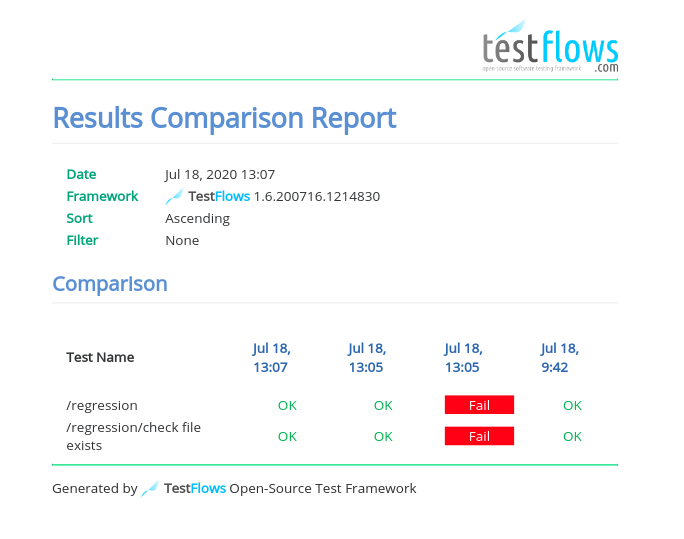 testflows
open-source software testing framework .com
Results Comparison Report
Date Jul 18, 2020 13:07
Framework TestFlows 1.6.200716.1214830
Sort Ascending
Filter None
Comparison
Test Name Jul 18, 13:07 Jul 18, 13:05 Jul 18, 13:05 Jul 18, 9:42
/regression OK OK Fail OK
/regression/check file exists OK OK Fail OK
Generated by TestFlows Open-Source Test Framework